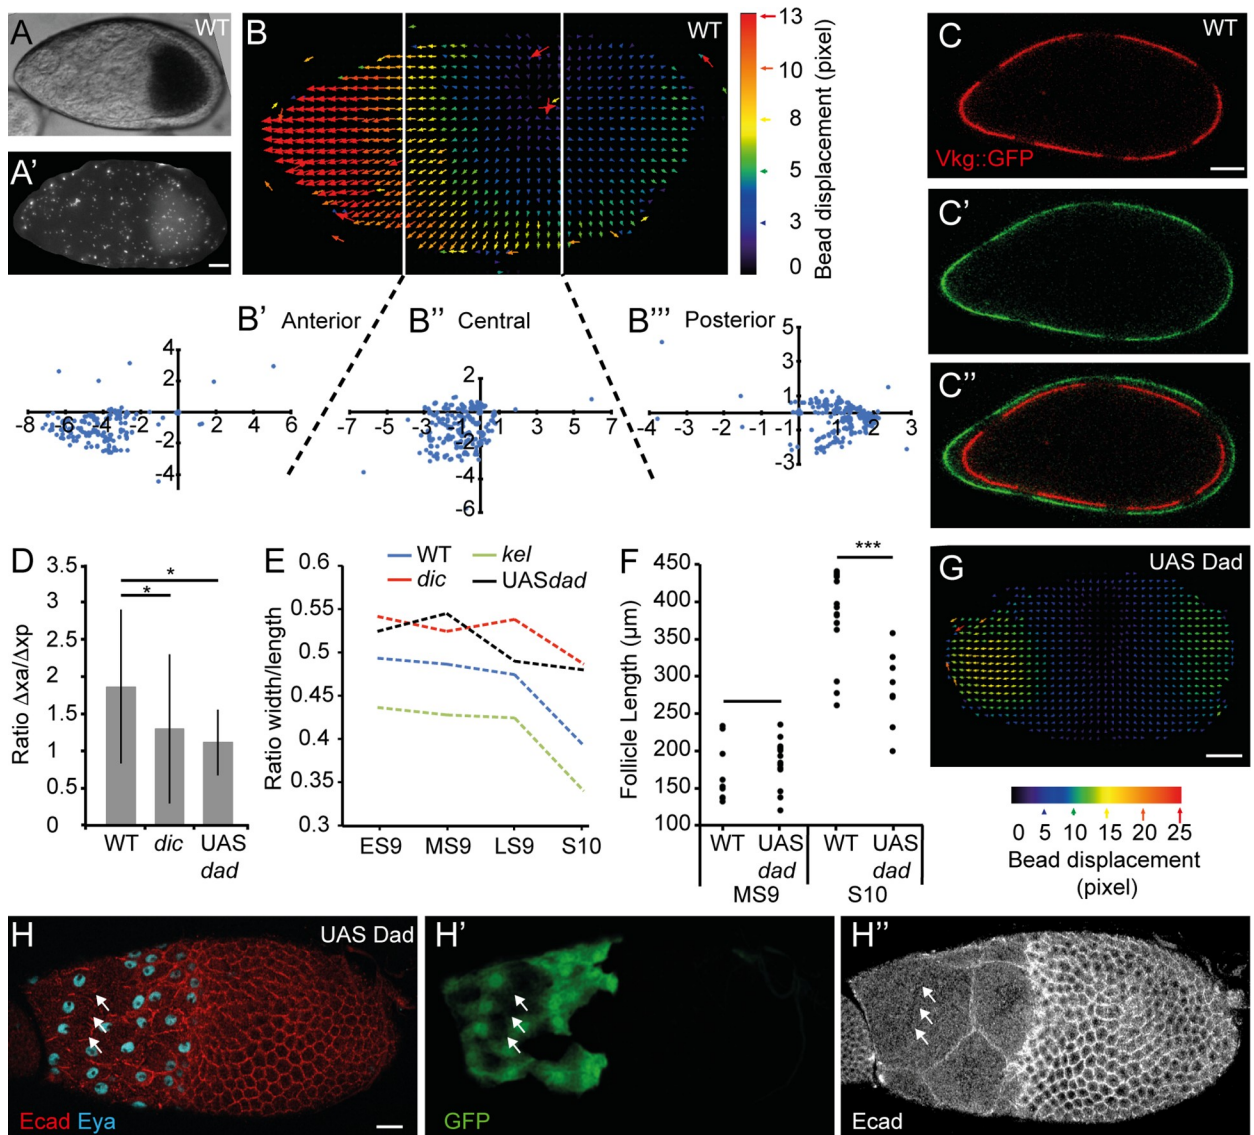 A
WT
A'
B
WT
13
10
8
5
3
0
Bead displacement (pixel)
C
WT
Vkg::GFP
C'
C''
B' Anterior
4
2
-8 -6 -4 -2 2 6
-2
-4
B'' Central
2
-7 -5 -3 -1 1 3 5 7
-2
-4
-6
B''' Posterior
5
3
1
-4 -3 -2 -1 2 3
-1
-3
D
Ratio Δxa/Δxp
3.5
3
2.5
2
1.5
1
0.5
0
*
*
WT dic UAS dad
E
WT kel
dic UASdad
Ratio width/length
0.6
0.55
0.5
0.45
0.4
0.35
0.3
ES9 MS9 LS9 S10
F
Follicle Length (μm)
450
400
350
300
250
200
150
100
***
WT UAS dad WT UAS dad
MS9 S10
G UAS Dad
0 5 10 15 20 25
Bead displacement
(pixel)
H
UAS Dad
Ecad Eya
H'
GFP
H''
Ecad